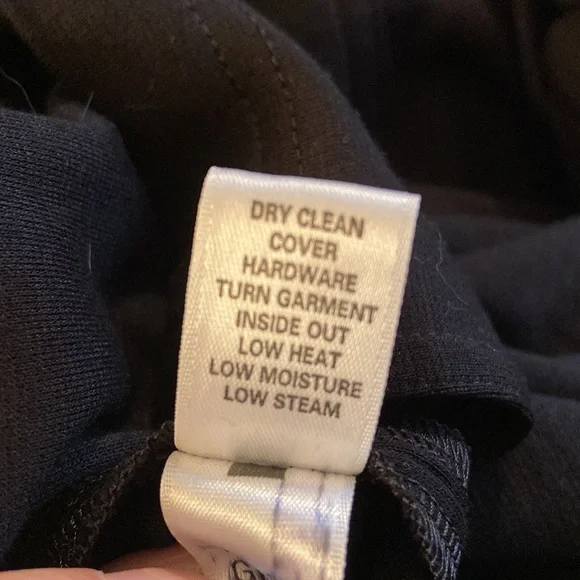 DRY CLEAN
COVER
HARDWARE
TURN GARMENT
INSIDE OUT
LOW HEAT
LOW MOISTURE
LOW STEAM